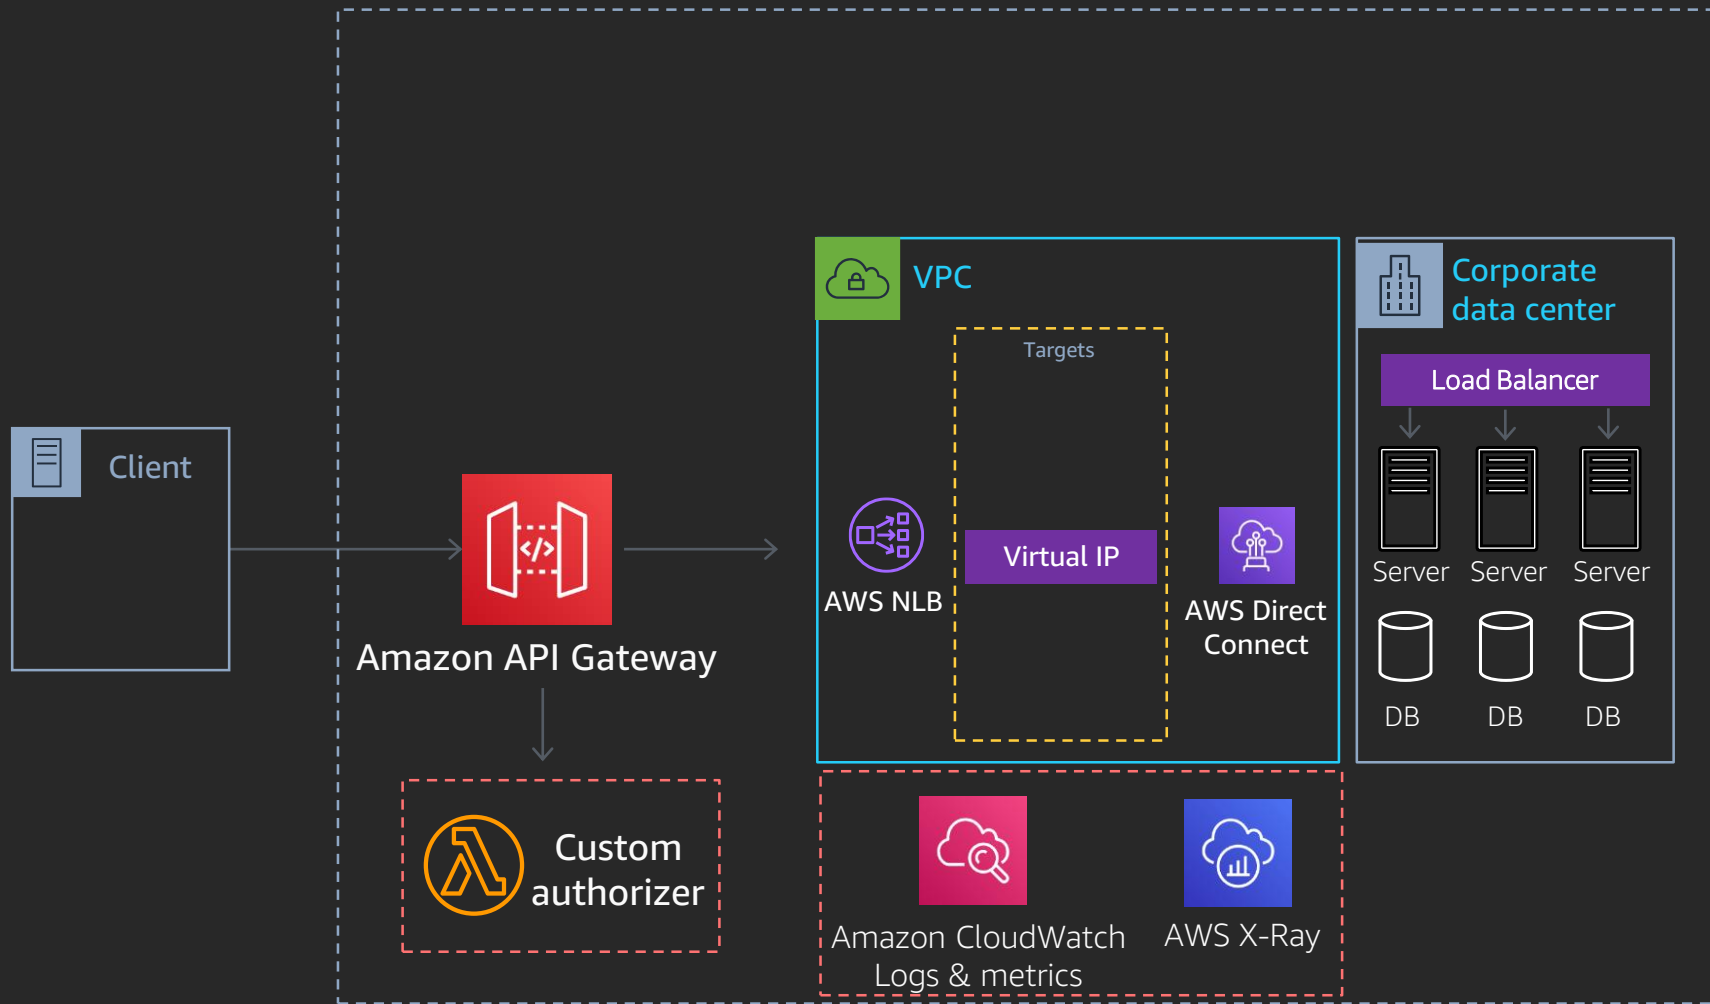 Client
Amazon API Gateway
Custom
authorizer
VPC
Targets
AWS NLB
Virtual IP
AWS Direct
Connect
Corporate
data center
Load Balancer
Server Server Server
DB DB DB
Amazon CloudWatch
Logs & metrics
AWS X-Ray